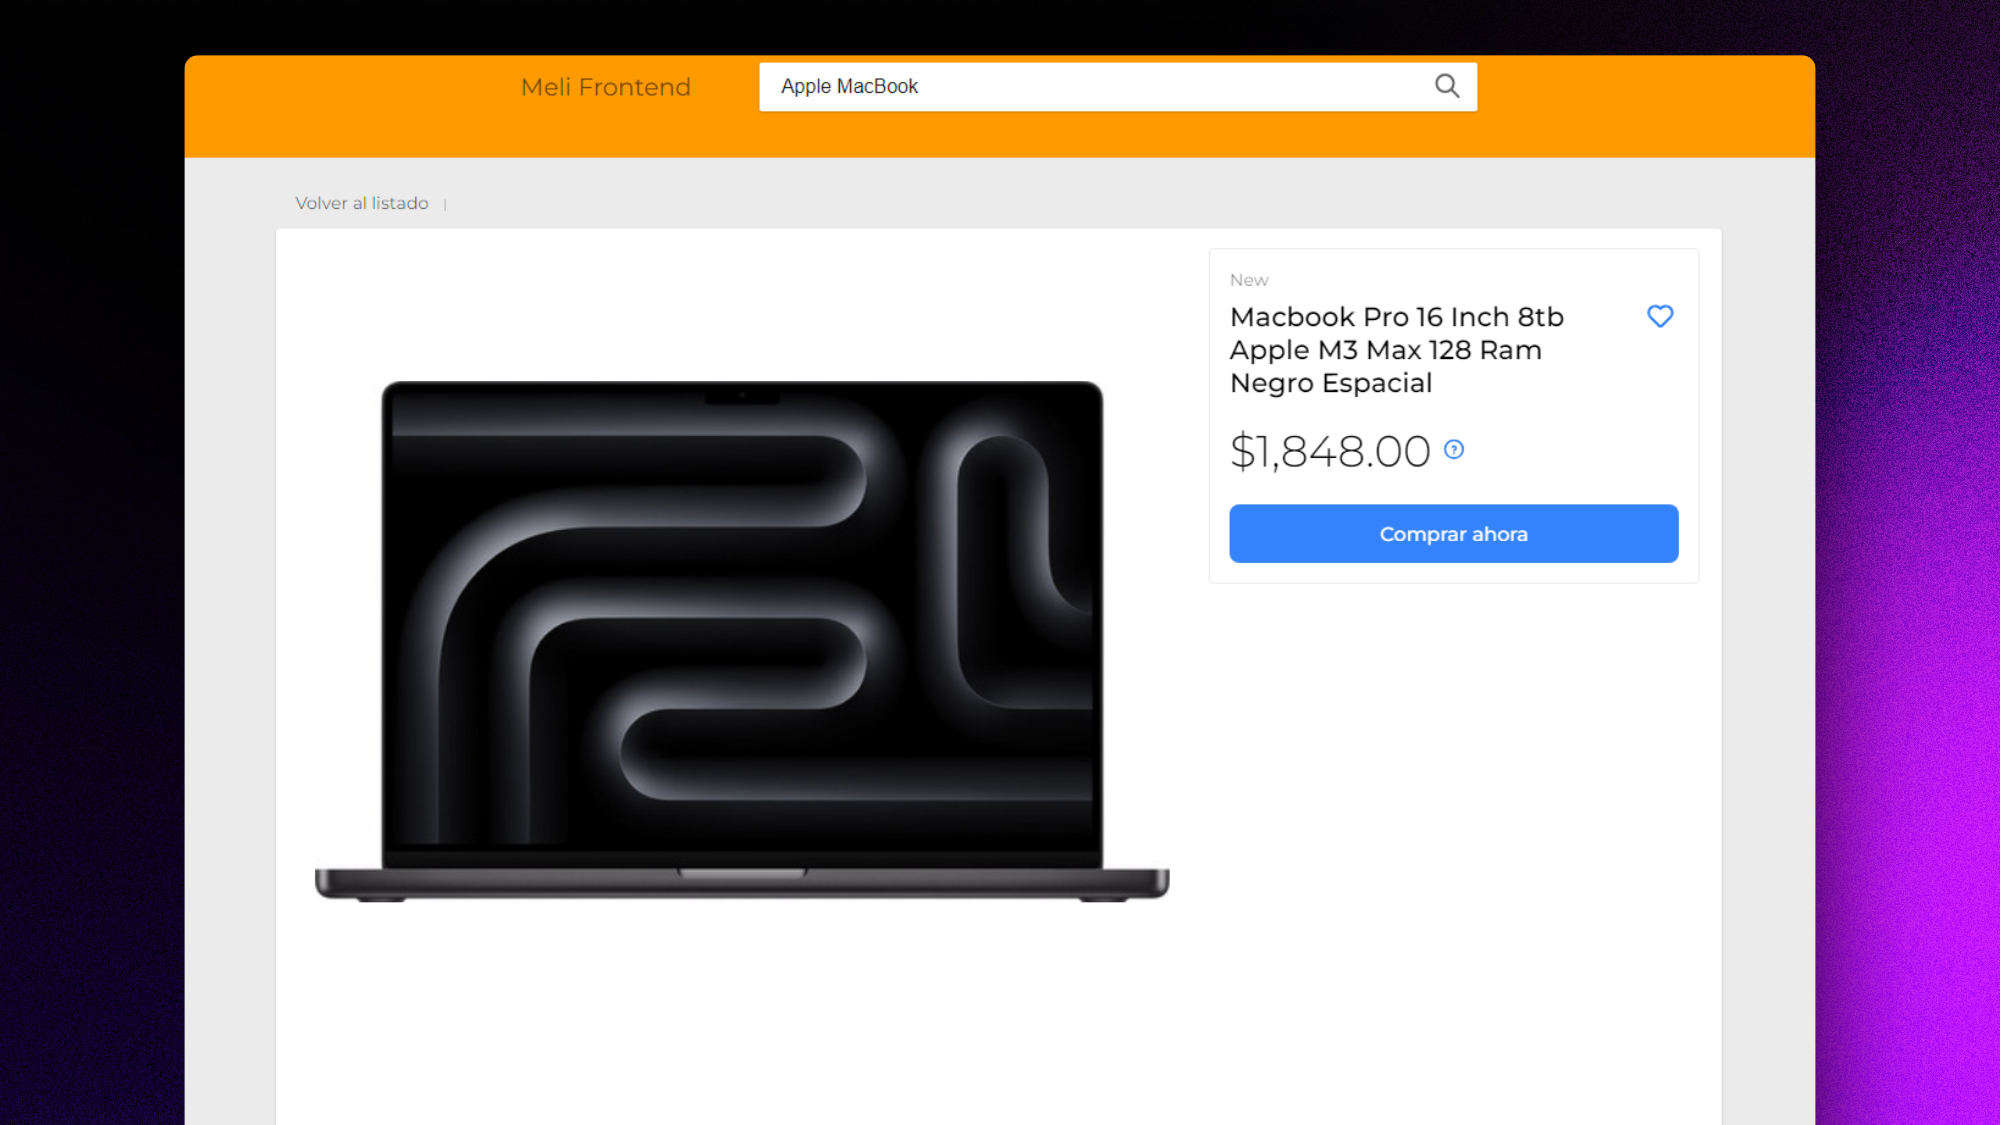 Meli Frontend
Apple MacBook
Volver al listado |
New
Macbook Pro 16 Inch 8tb
Apple M3 Max 128 Ram
Negro Espacial
$1,848.00 ?
Comprar ahora